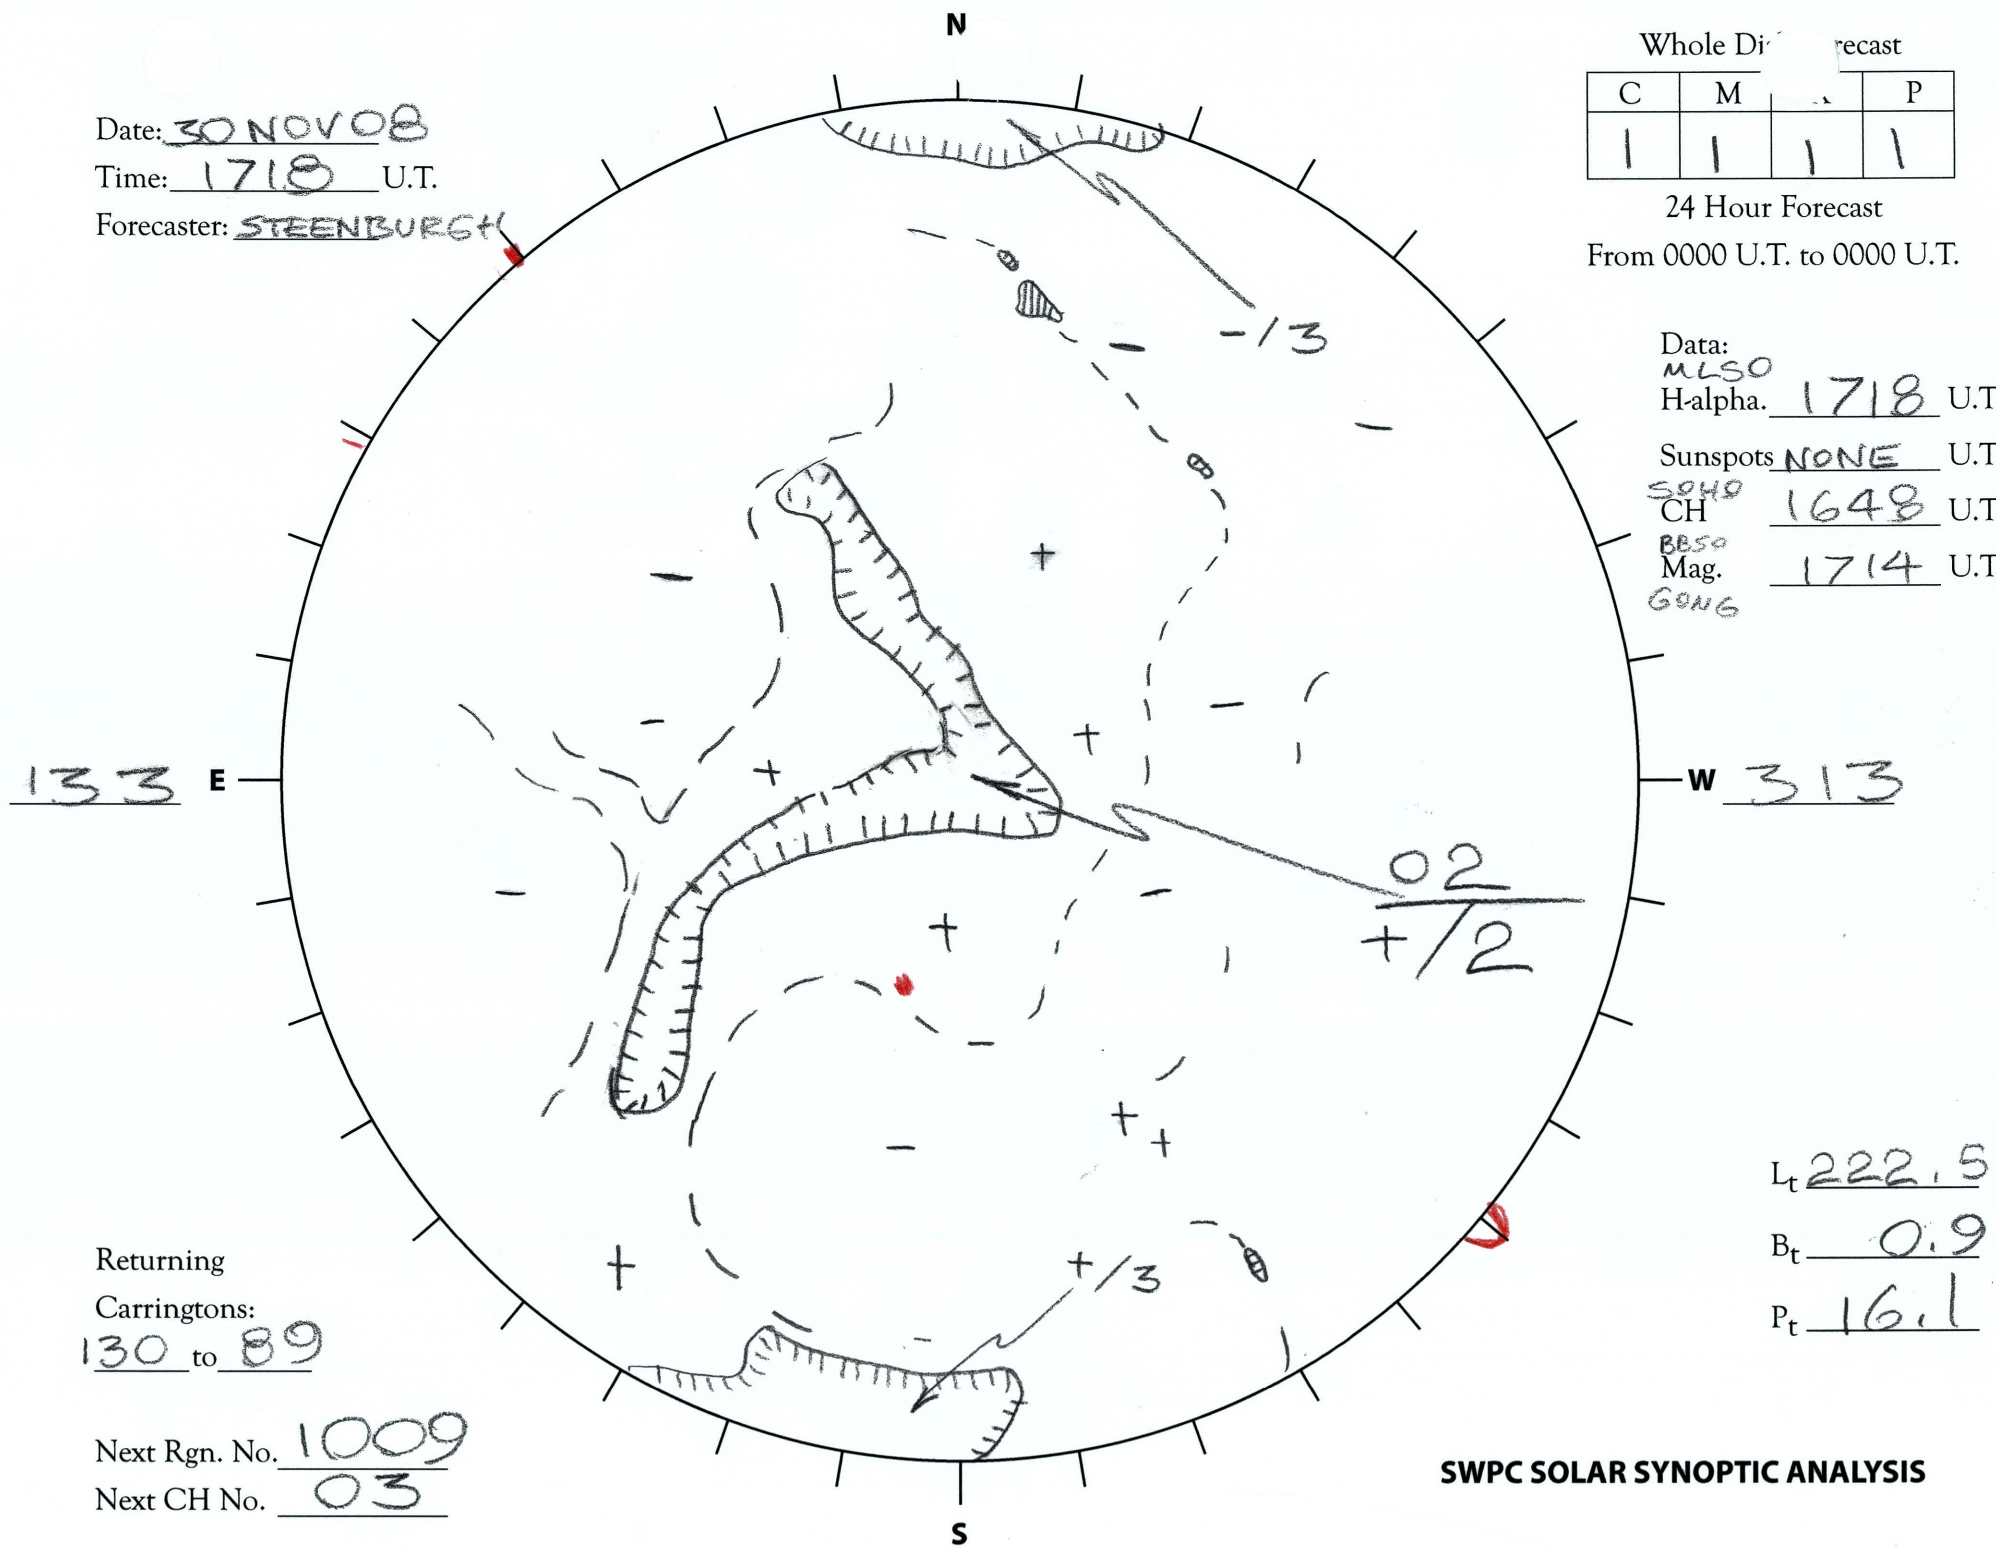 N
Whole Di recast
C M P
1 1 1 1
24 Hour Forecast
From 0000 U.T. to 0000 U.T.
Date: 30 NOV 08
Time: 1718 U.T.
Forecaster: STEENBURGH
-/3
Data:
MLSO
H-alpha. 1718 U.T
Sunspots NONE U.T
SOHO
CH 1648 U.T
BBSO
Mag. 1714 U.T
GONG
133 E
W 313
02
+/2
Lt 222.5
Bt 0.9
Pt 16.1
+/3
Returning
Carringtons:
130 to 89
Next Rgn. No. 1009
Next CH No. 03
SWPC SOLAR SYNOPTIC ANALYSIS
S